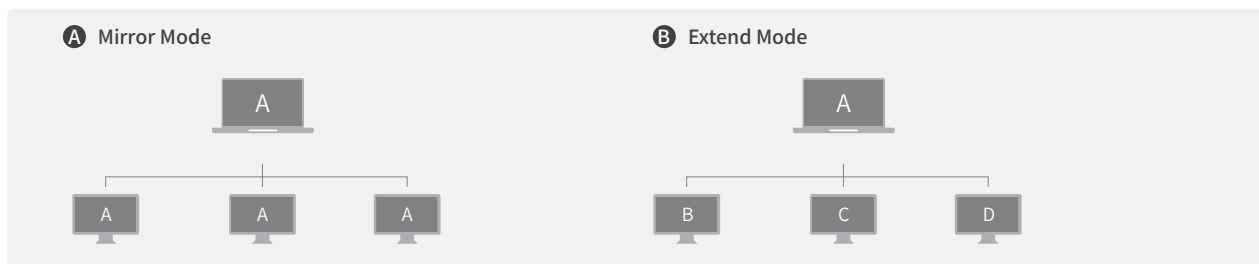 A Mirror Mode
A
A A A
B Extend Mode
A
B C D